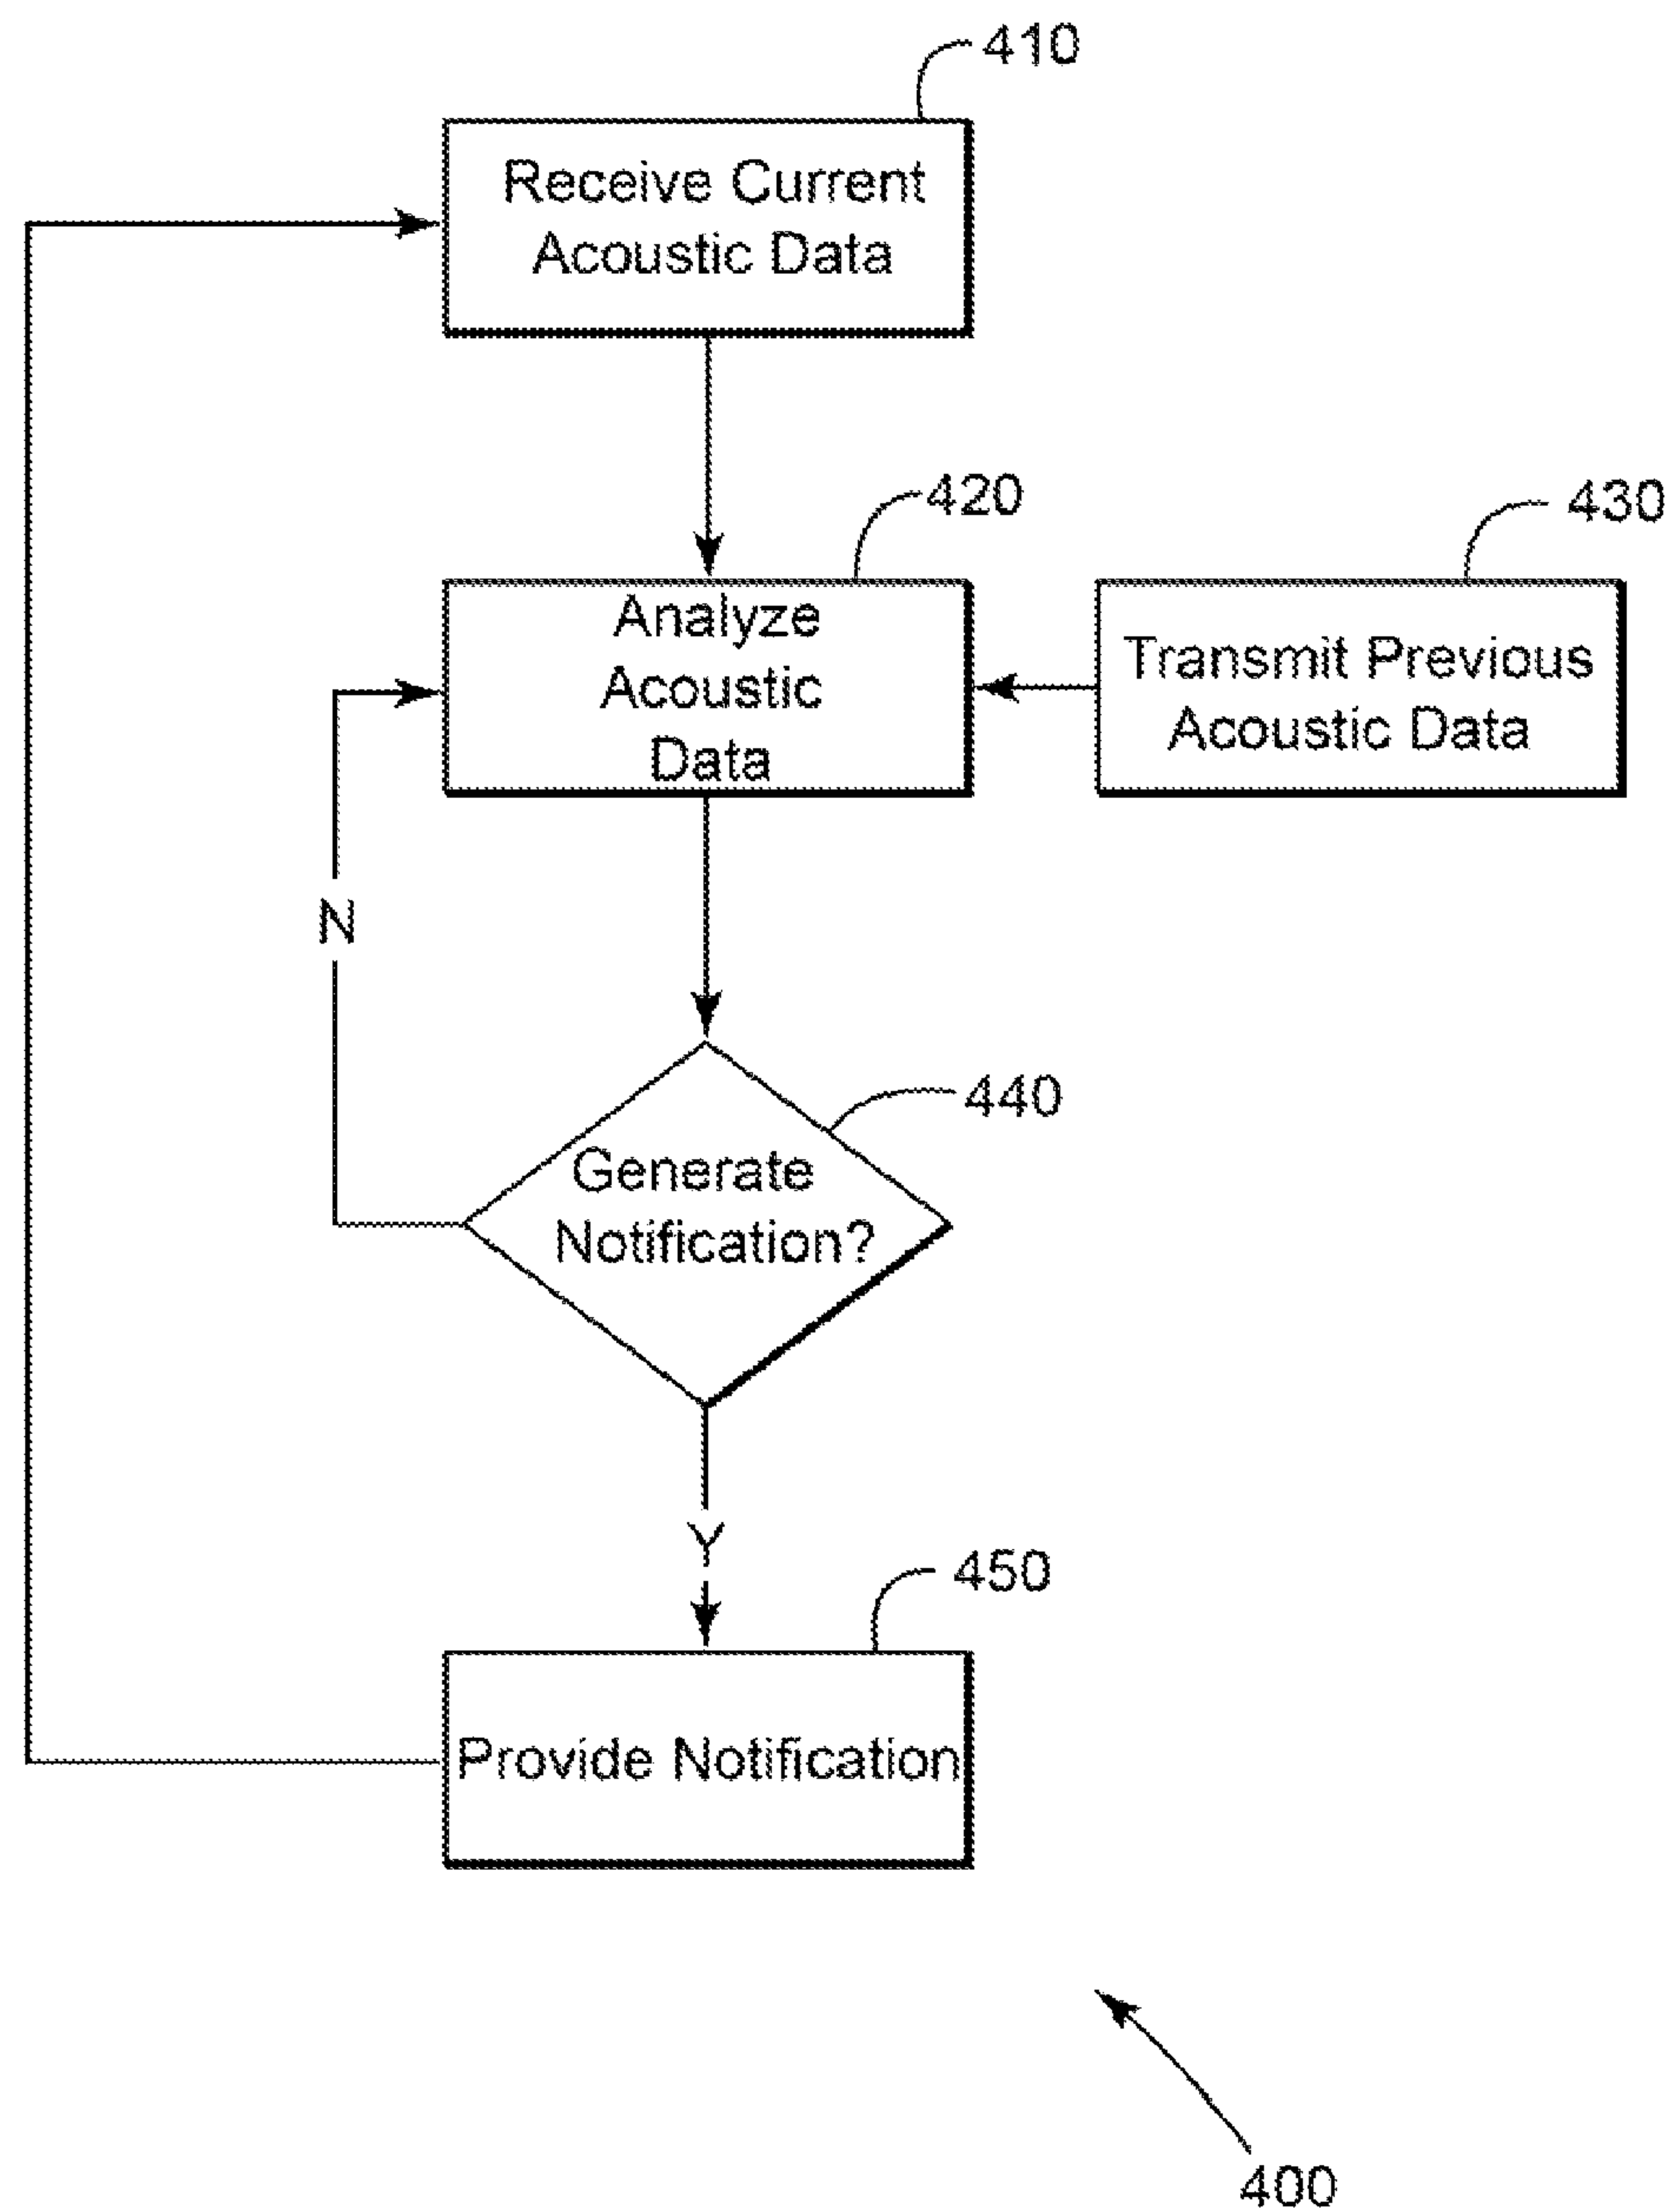 410
Receive Current
Acoustic Data
420
430
Analyze
Acoustic
Data
Transmit Previous
Acoustic Data
N
440
Generate
Notification?
Y
450
Provide Notification
400